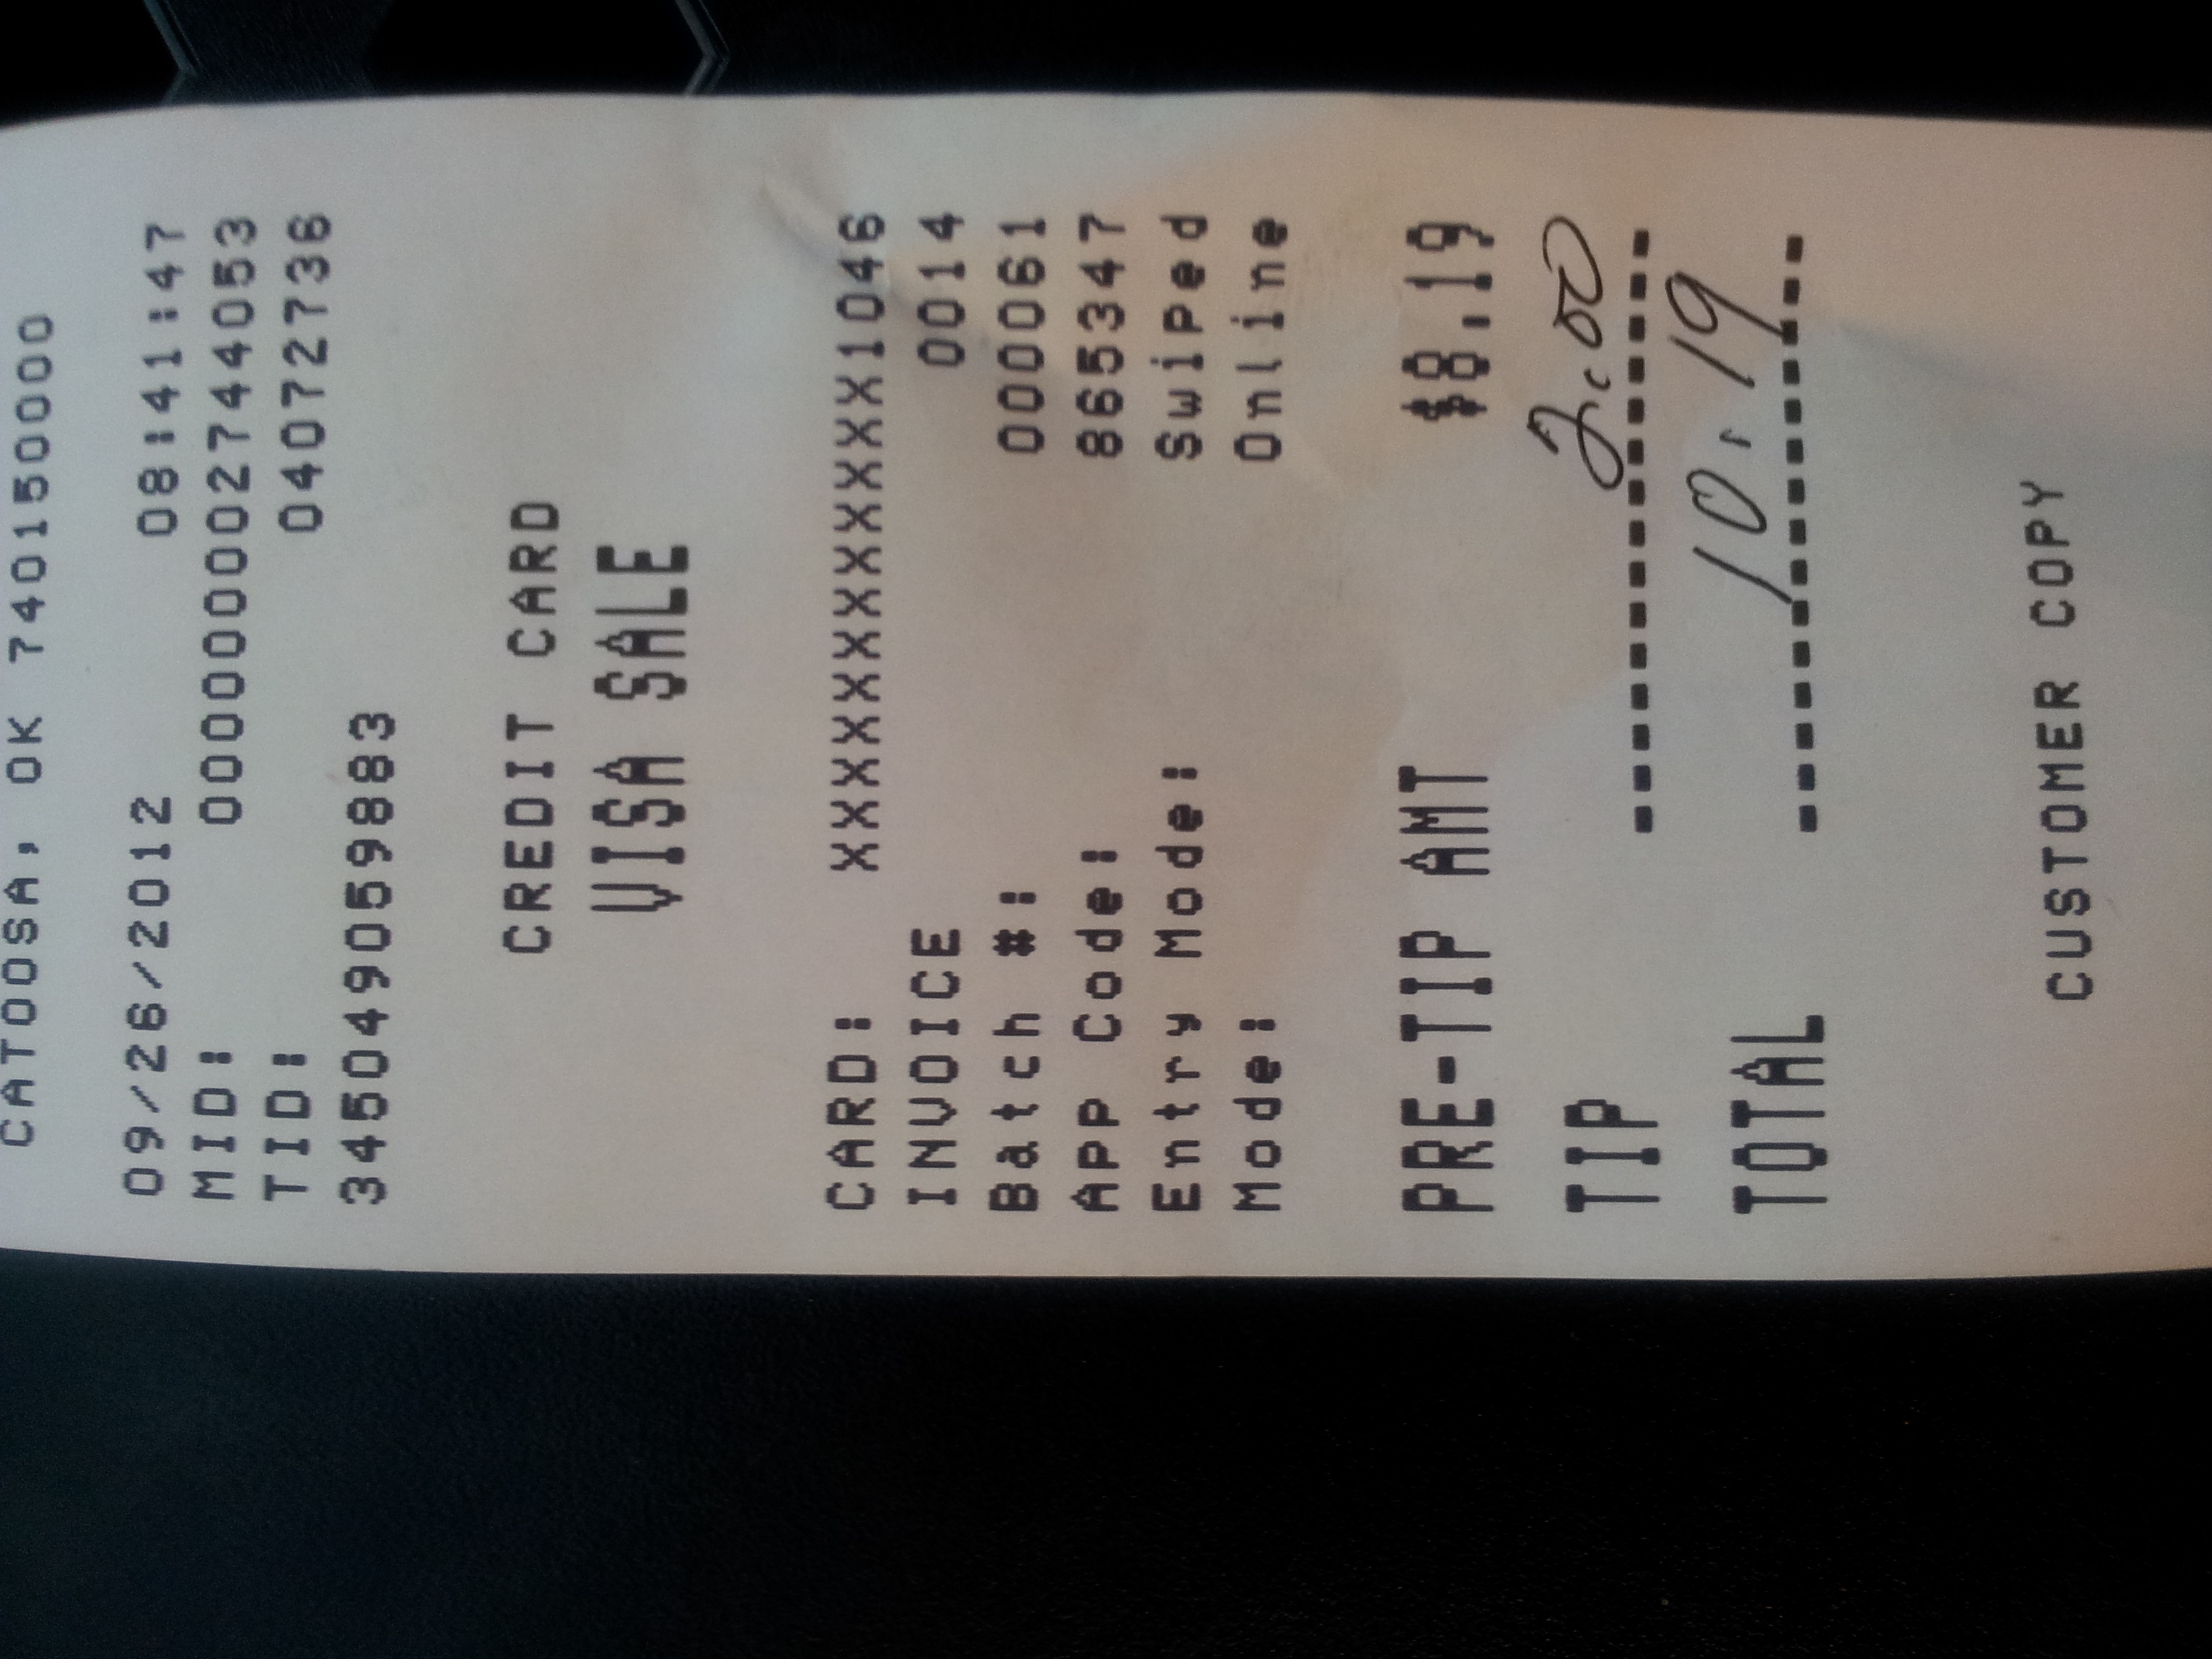 CATOOSA, OK 740150000
09/26/2012 08:41:47
MID: 000000002744053
TID: 04072736
345049059883
CREDIT CARD
VISA SALE
CARD: XXXXXXXXXXXX1046
INVOICE 0014
Batch #: 000061
APP Code: 865347
Entry Mode: Swiped
Mode: Online
PRE-TIP AMT $8.19
TIP 2.00
TOTAL 10.19
CUSTOMER COPY